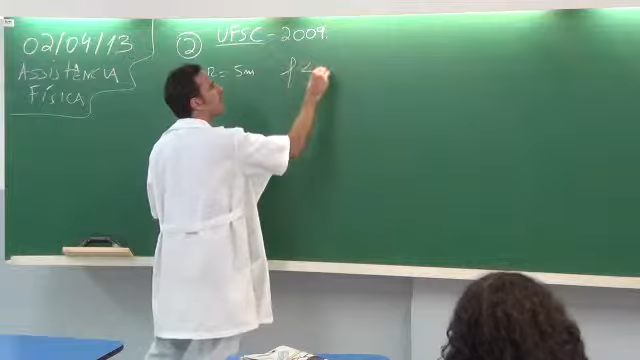 02/04/13
ASSISTÊNCIA
FÍSICA
2 UFSC - 2009.
R = 5m
f